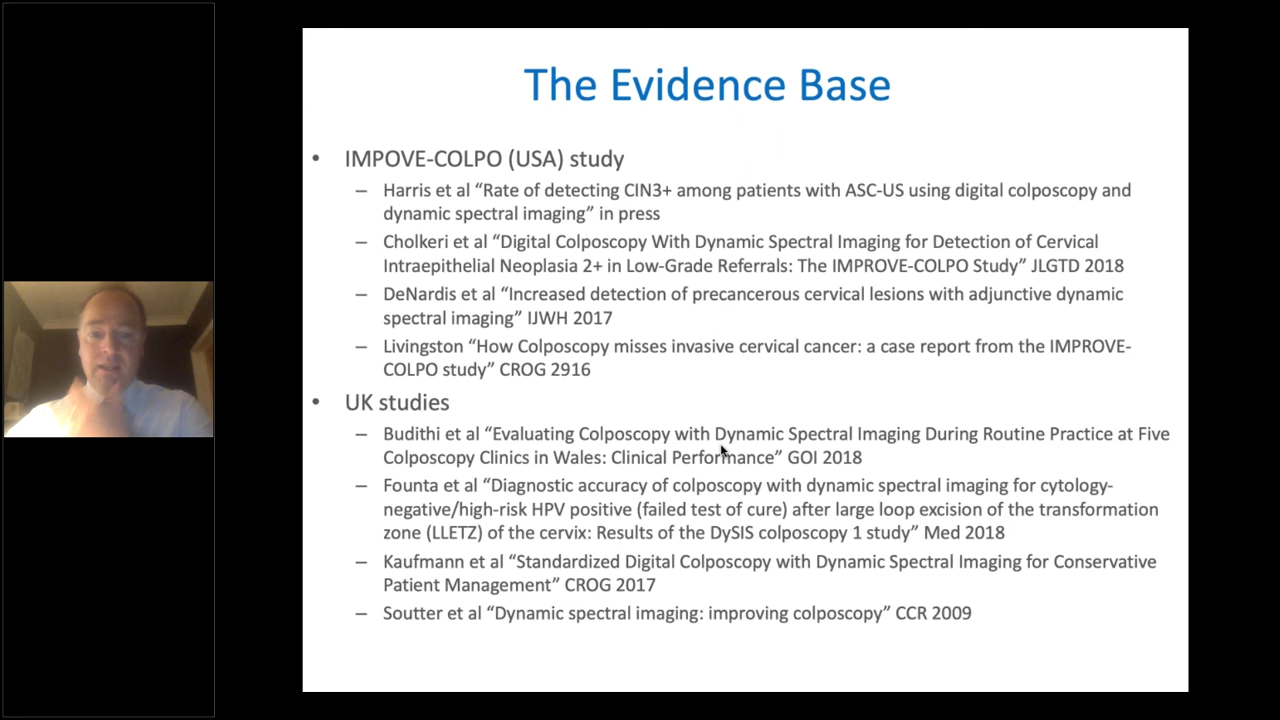 The Evidence Base
• IMPOVE-COLPO (USA) study
– Harris et al “Rate of detecting CIN3+ among patients with ASC-US using digital colposcopy and
dynamic spectral imaging” in press
– Cholkeri et al “Digital Colposcopy With Dynamic Spectral Imaging for Detection of Cervical
Intraepithelial Neoplasia 2+ in Low-Grade Referrals: The IMPROVE-COLPO Study” JLGTD 2018
– DeNardis et al “Increased detection of precancerous cervical lesions with adjunctive dynamic
spectral imaging” IJWH 2017
– Livingston “How Colposcopy misses invasive cervical cancer: a case report from the IMPROVE-
COLPO study” CROG 2916
• UK studies
– Budithi et al “Evaluating Colposcopy with Dynamic Spectral Imaging During Routine Practice at Five
Colposcopy Clinics in Wales: Clinical Performance” GOI 2018
– Founta et al “Diagnostic accuracy of colposcopy with dynamic spectral imaging for cytology-
negative/high-risk HPV positive (failed test of cure) after large loop excision of the transformation
zone (LLETZ) of the cervix: Results of the DySIS colposcopy 1 study” Med 2018
– Kaufmann et al “Standardized Digital Colposcopy with Dynamic Spectral Imaging for Conservative
Patient Management” CROG 2017
– Soutter et al “Dynamic spectral imaging: improving colposcopy” CCR 2009